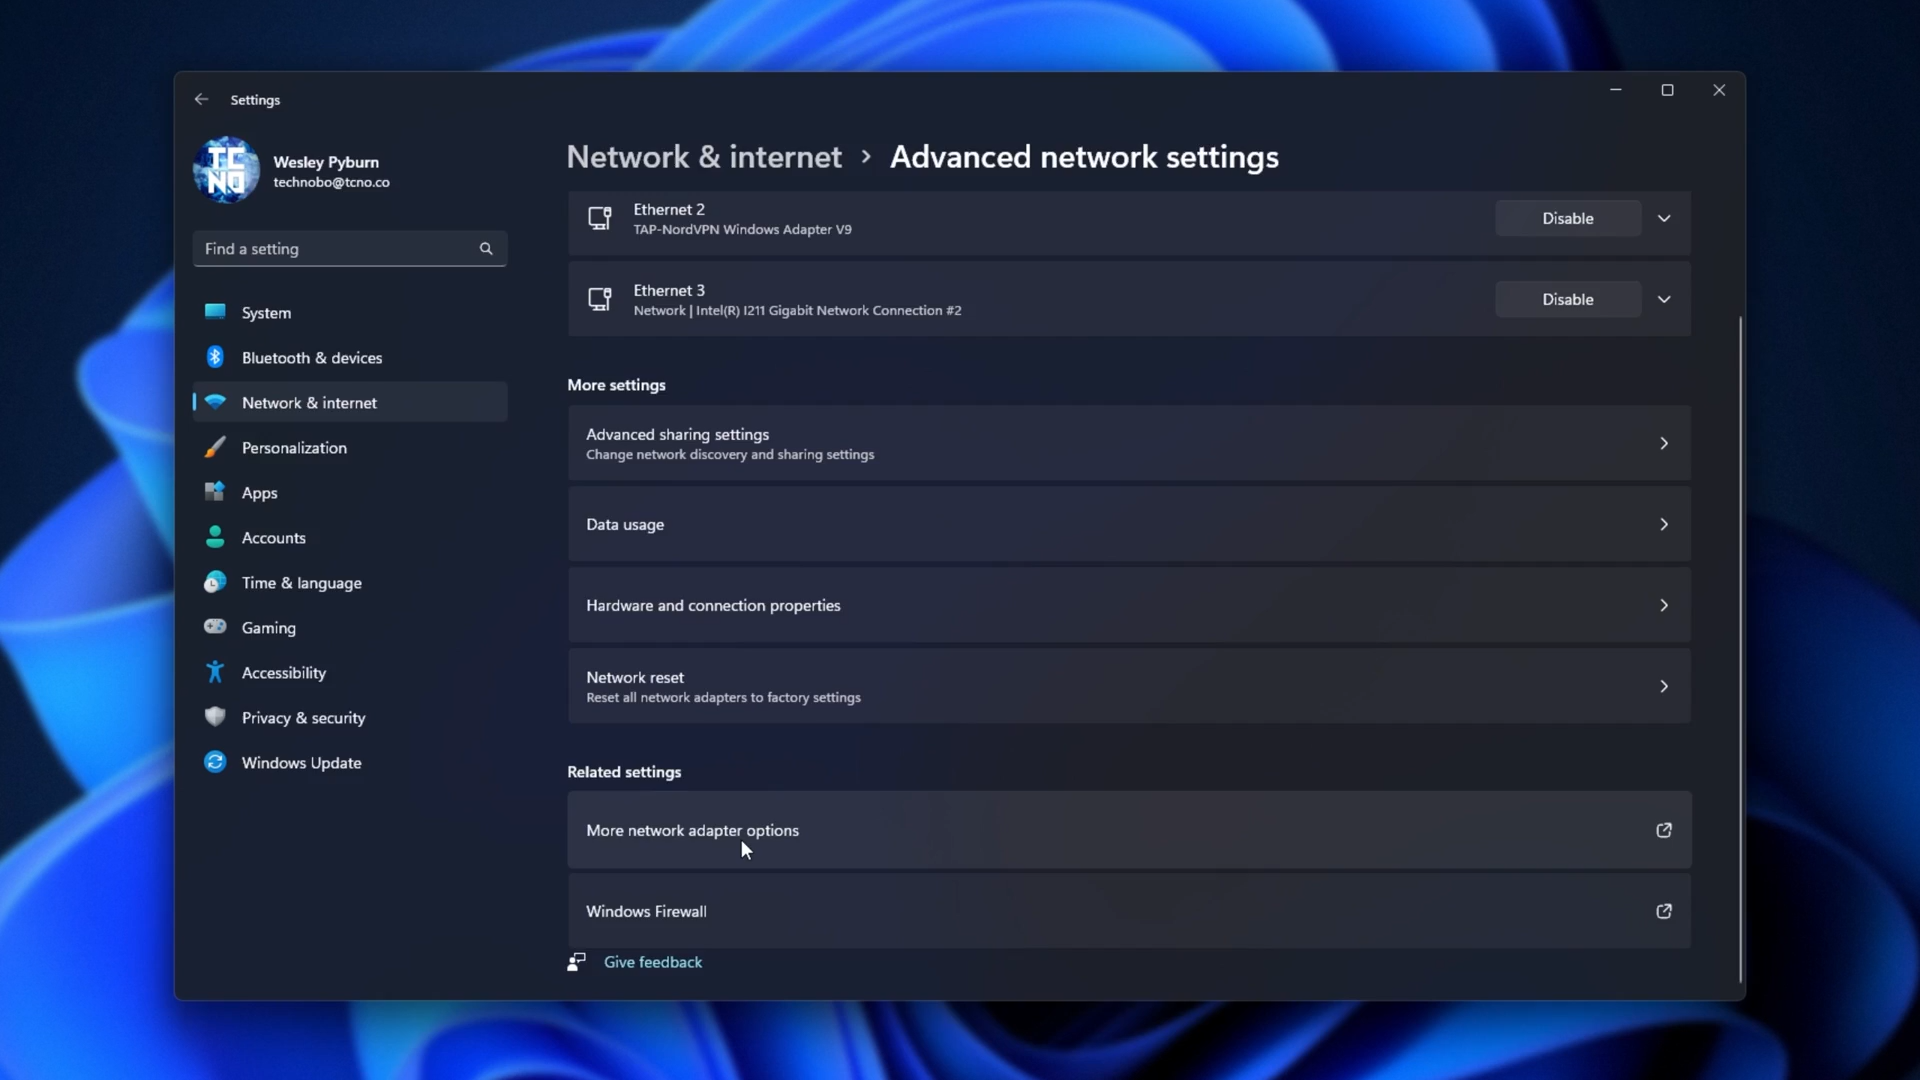 Settings
TC
NO
Wesley Pyburn
technobo@tcno.co
Find a setting
System
Bluetooth & devices
Network & internet
Personalization
Apps
Accounts
Time & language
Gaming
Accessibility
Privacy & security
Windows Update
Network & internet > Advanced network settings
Ethernet 2
TAP-NordVPN Windows Adapter V9
Disable
Ethernet 3
Network | Intel(R) I211 Gigabit Network Connection #2
Disable
More settings
Advanced sharing settings
Change network discovery and sharing settings
Data usage
Hardware and connection properties
Network reset
Reset all network adapters to factory settings
Related settings
More network adapter options
Windows Firewall
Give feedback